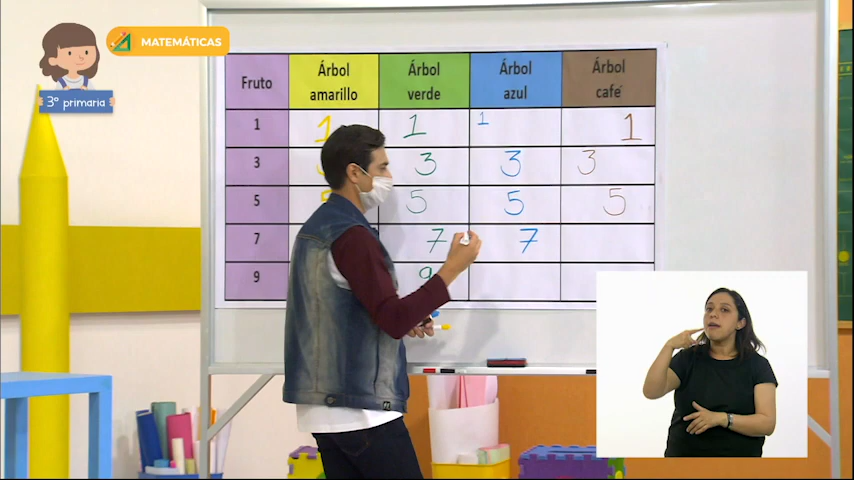 MATEMÁTICAS
3° primaria
Fruto Árbol amarillo Árbol verde Árbol azul Árbol café
1 1 1 1 1
3 3 3 3
5 5 5 5
7 7 7
9 9